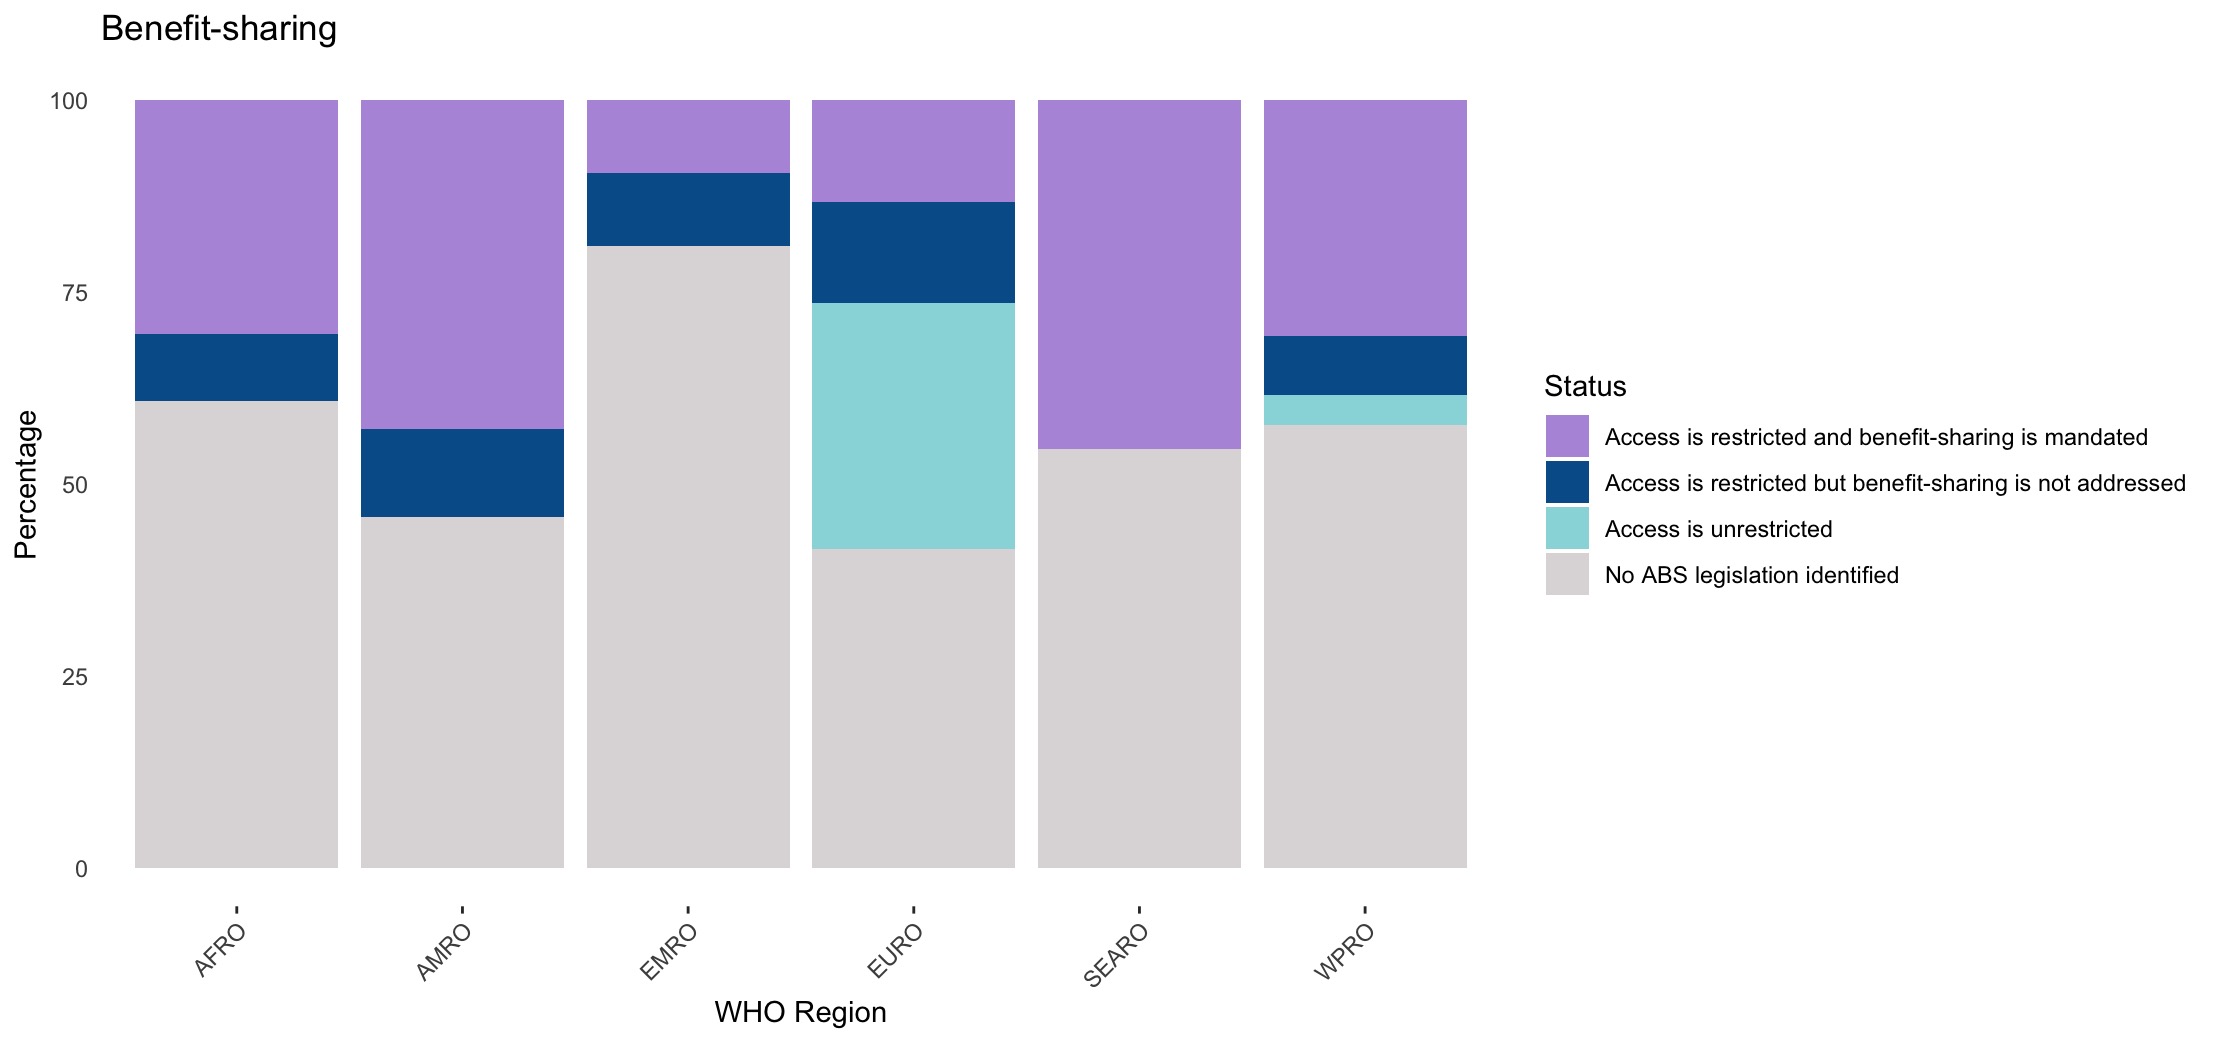 Benefit-sharing
100
75
50
25
0
Percentage
AFRO
AMRO
EMRO
EURO
SEARO
WPRO
WHO Region
Status
Access is restricted and benefit-sharing is mandated
Access is restricted but benefit-sharing is not addressed
Access is unrestricted
No ABS legislation identified